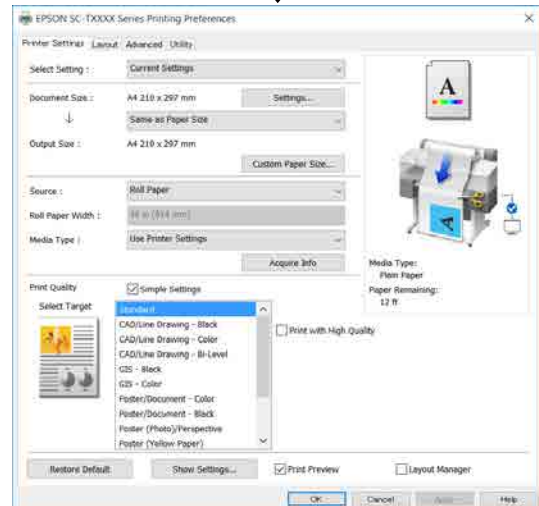 EPSON SC-TXXXX Series Printing Preferences
Printer Settings Layout Advanced Utility
Select Setting : Current Settings
Document Size : A4 210 x 297 mm Settings...
Same as Paper Size
Output Size : A4 210 x 297 mm
Custom Paper Size...
Source : Roll Paper
Roll Paper Width : 36 in (914 mm)
Media Type : Use Printer Settings
Acquire Info
Media Type:
Plain Paper
Paper Remaining:
12 ft
Print Quality Simple Settings
Select Target
Standard
CAD/Line Drawing - Black
CAD/Line Drawing - Color
CAD/Line Drawing - Bi-Level
GIS - Black
GIS - Color
Poster/Document - Color
Poster/Document - Black
Poster (Photo)/Perspective
Poster (Yellow Paper)
Print with High Quality
Restore Default Show Settings... Print Preview Layout Manager
OK Cancel Apply Help
A
A